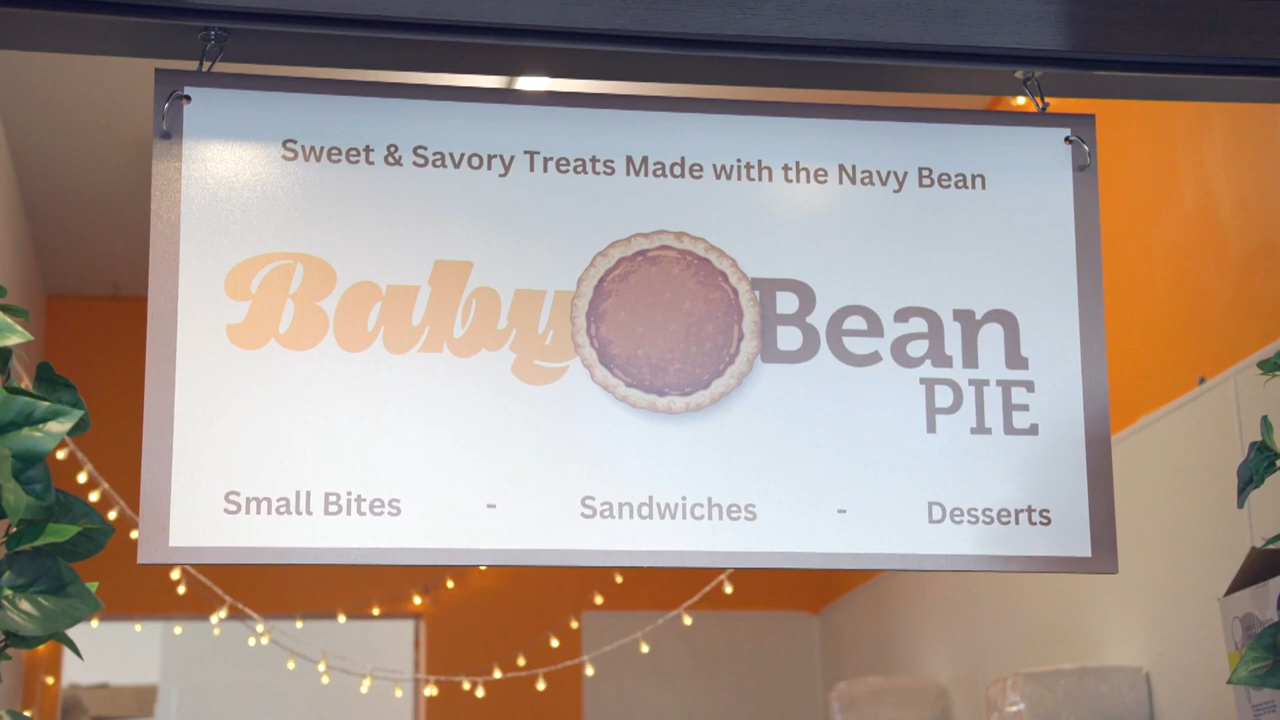 Sweet & Savory Treats Made with the Navy Bean
Baby Bean
PIE
Small Bites - Sandwiches - Desserts